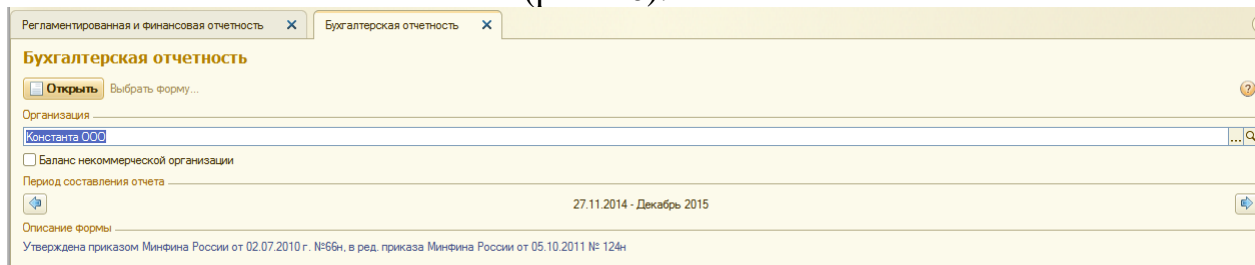 Регламентированная и финансовая отчетность Бухгалтерская отчетность
Бухгалтерская отчетность
Открыть Выбрать форму...
Организация
Константа ООО
Баланс некоммерческой организации
Период составления отчета
27.11.2014 - Декабрь 2015
Описание формы
Утверждена приказом Минфина России от 02.07.2010 г. №66н, в ред. приказа Минфина России от 05.10.2011 № 124н